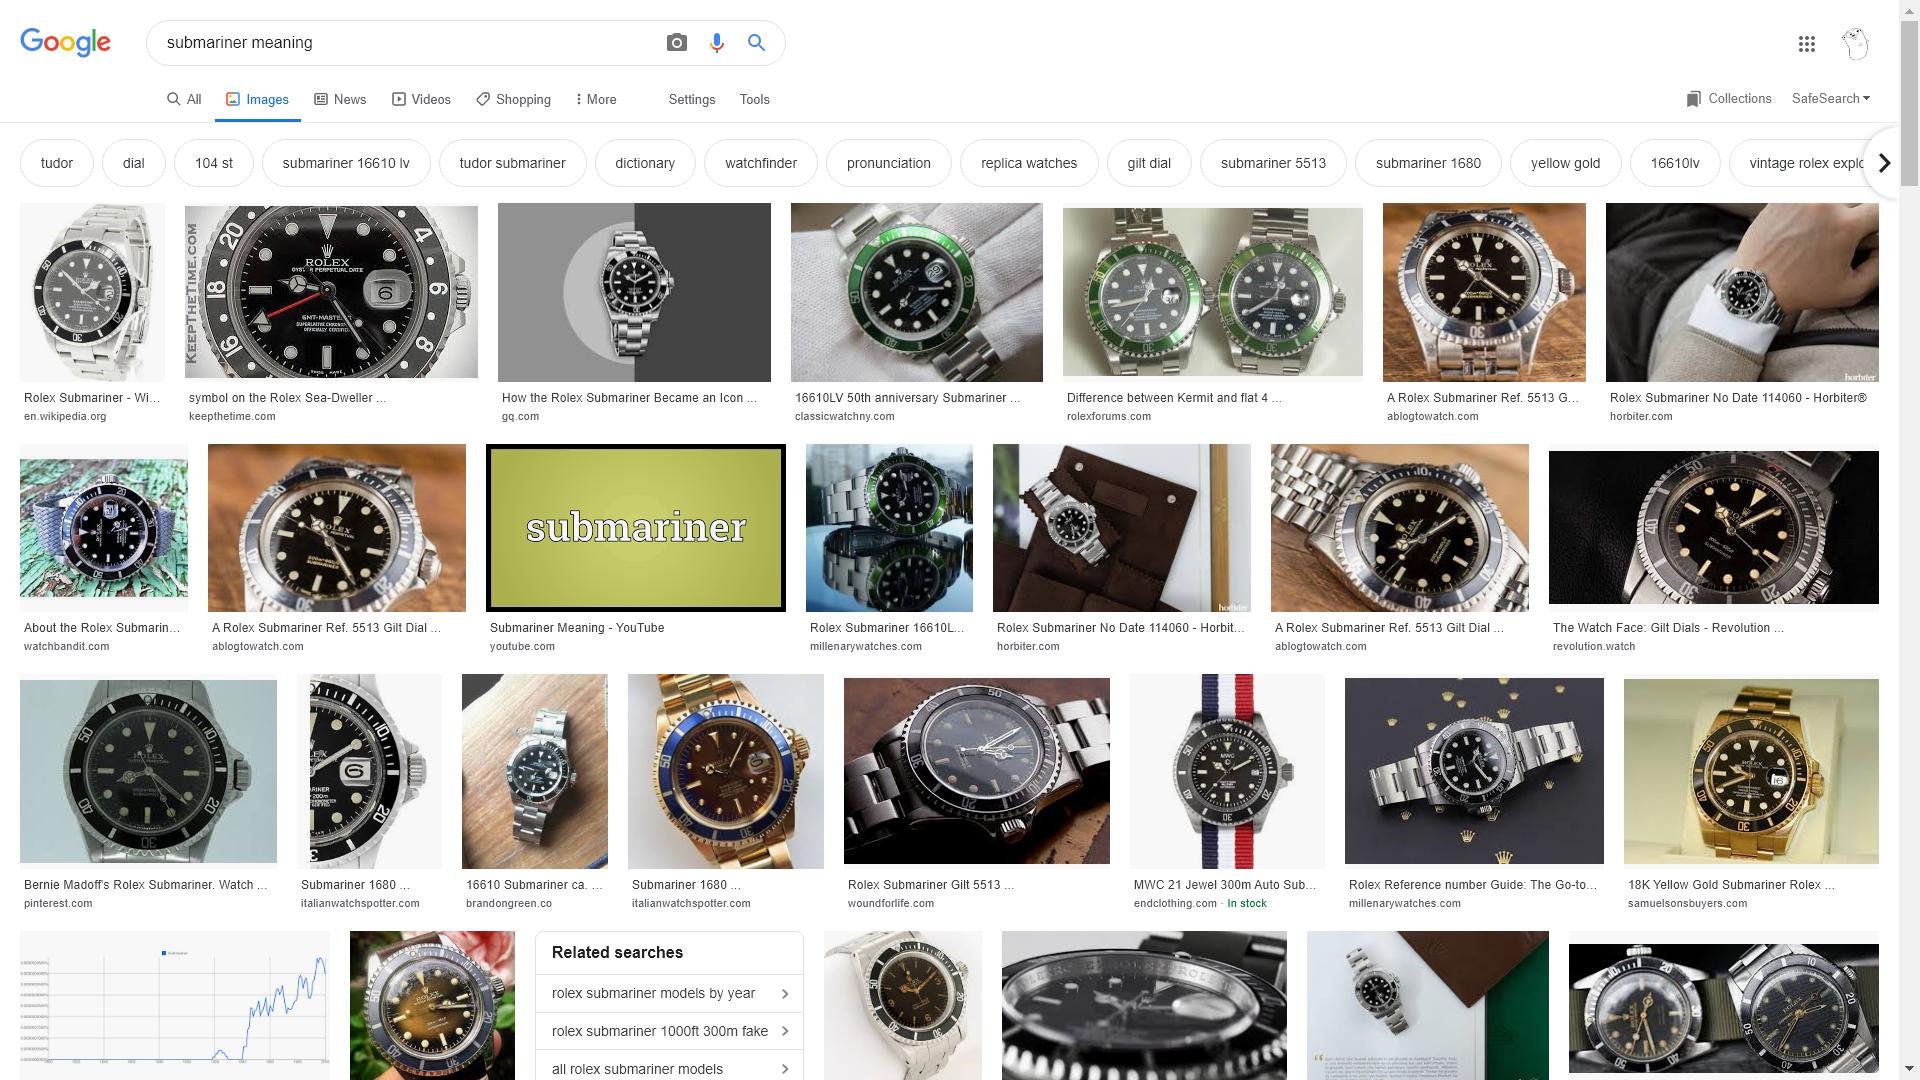 Google
submariner meaning
All
Images
News
Videos
Shopping
More
Settings
Tools
Collections
SafeSearch
tudor
dial
104 st
submariner 16610 lv
tudor submariner
dictionary
watchfinder
pronunciation
replica watches
gilt dial
submariner 5513
submariner 1680
yellow gold
16610lv
vintage rolex explo
KEEPTHETIME.COM
ROLEX
OYSTER PERPETUAL DATE
GMT-MASTER II
Rolex Submariner - Wi...
en.wikipedia.org
symbol on the Rolex Sea-Dweller ...
keepthetime.com
How the Rolex Submariner Became an Icon ...
gq.com
16610LV 50th anniversary Submariner ...
classicwatchny.com
Difference between Kermit and flat 4 ...
rolexforums.com
A Rolex Submariner Ref. 5513 G...
ablogtowatch.com
horbiter
Rolex Submariner No Date 114060 - Horbiter®
horbiter.com
submariner
horbiter
About the Rolex Submarin...
watchbandit.com
A Rolex Submariner Ref. 5513 Gilt Dial ...
ablogtowatch.com
Submariner Meaning - YouTube
youtube.com
Rolex Submariner 16610L...
millenarywatches.com
Rolex Submariner No Date 114060 - Horbit...
horbiter.com
A Rolex Submariner Ref. 5513 Gilt Dial ...
ablogtowatch.com
The Watch Face: Gilt Dials - Revolution ...
revolution.watch
Bernie Madoff's Rolex Submariner. Watch ...
pinterest.com
Submariner 1680 ...
italianwatchspotter.com
16610 Submariner ca. ...
brandongreen.co
Submariner 1680 ...
italianwatchspotter.com
Rolex Submariner Gilt 5513 ...
woundforlife.com
MWC 21 Jewel 300m Auto Sub...
endclothing.com · In stock
Rolex Reference number Guide: The Go-to...
millenarywatches.com
18K Yellow Gold Submariner Rolex ...
samuelsonsbuyers.com
Related searches
rolex submariner models by year
rolex submariner 1000ft 300m fake
all rolex submariner models